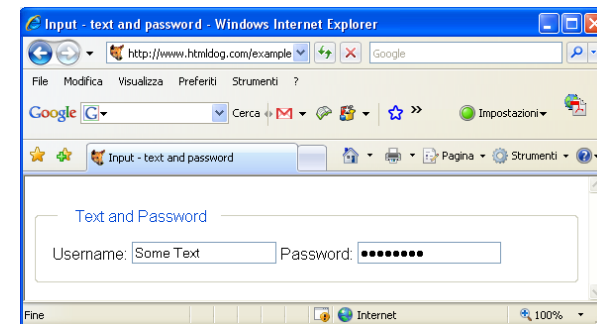 Input - text and password - Windows Internet Explorer
http://www.htmldog.com/example Google
File Modifica Visualizza Preferiti Strumenti ?
Google G Cerca Impostazioni
Input - text and password Pagina Strumenti
Text and Password
Username: Some Text Password: ●●●●●●●●
Fine Internet 100%